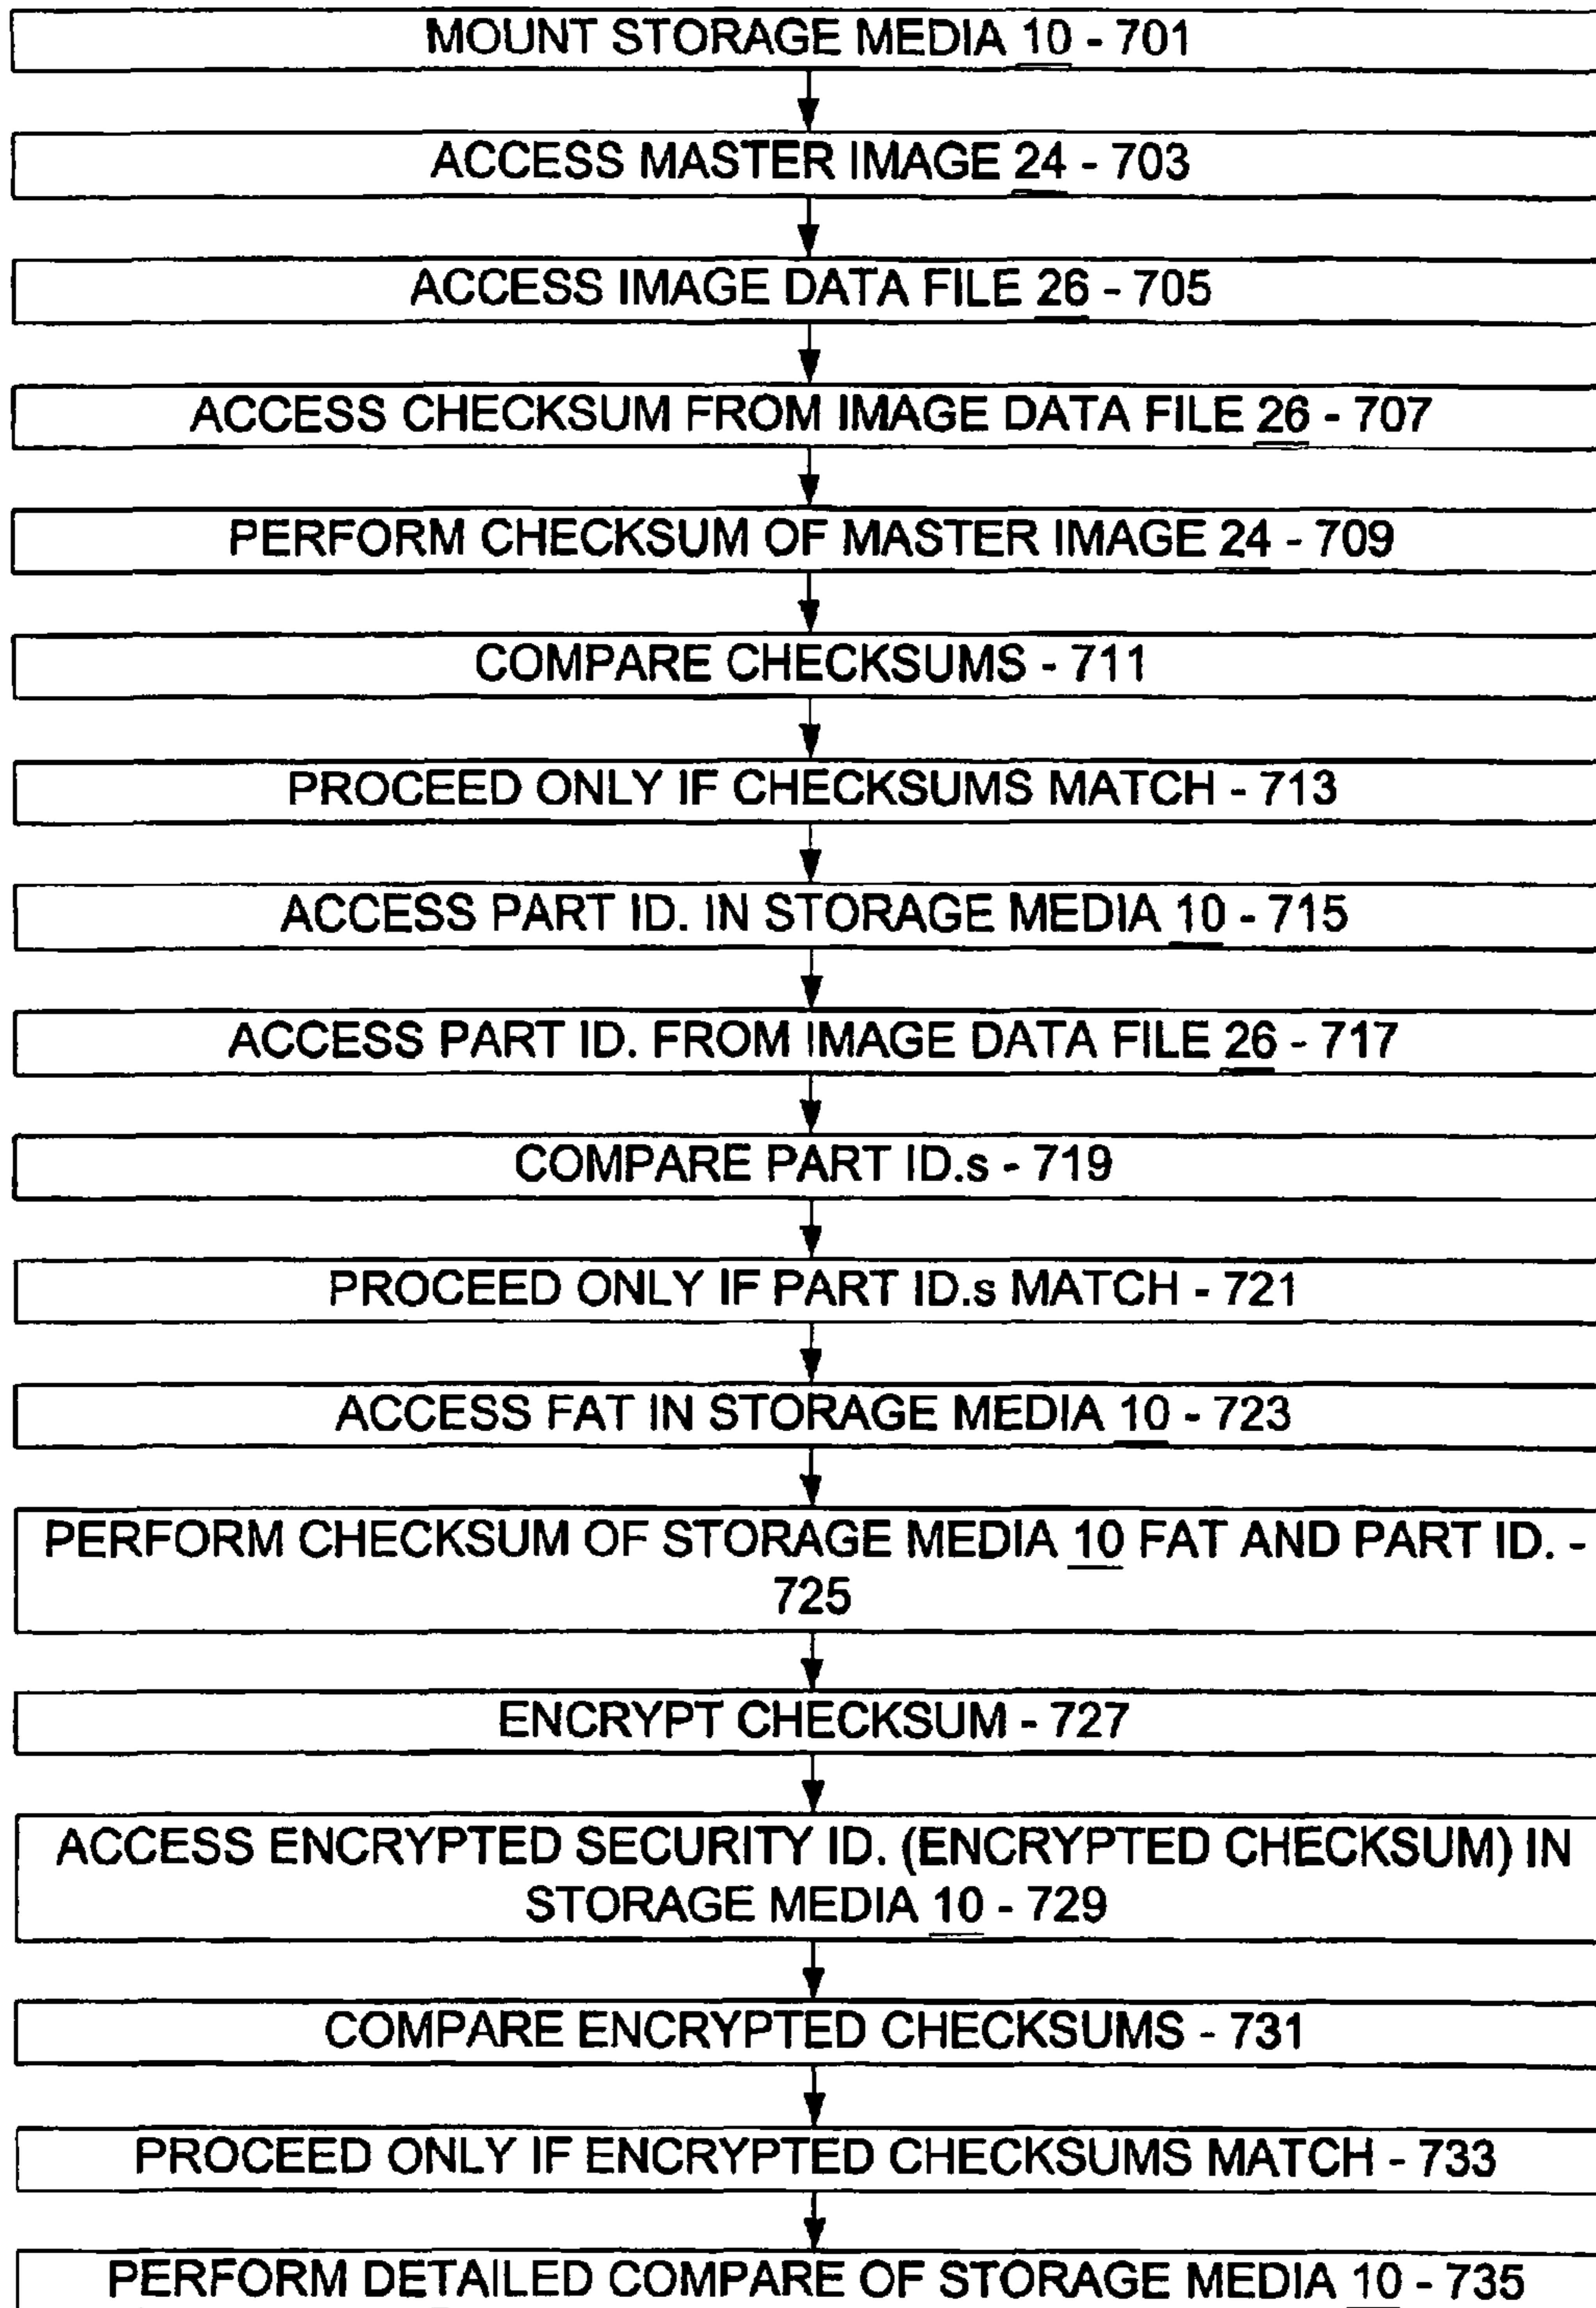 MOUNT STORAGE MEDIA 10 - 701
ACCESS MASTER IMAGE 24 - 703
ACCESS IMAGE DATA FILE 26 - 705
ACCESS CHECKSUM FROM IMAGE DATA FILE 26 - 707
PERFORM CHECKSUM OF MASTER IMAGE 24 - 709
COMPARE CHECKSUMS - 711
PROCEED ONLY IF CHECKSUMS MATCH - 713
ACCESS PART ID. IN STORAGE MEDIA 10 - 715
ACCESS PART ID. FROM IMAGE DATA FILE 26 - 717
COMPARE PART ID.s - 719
PROCEED ONLY IF PART ID.s MATCH - 721
ACCESS FAT IN STORAGE MEDIA 10 - 723
PERFORM CHECKSUM OF STORAGE MEDIA 10 FAT AND PART ID. -
725
ENCRYPT CHECKSUM - 727
ACCESS ENCRYPTED SECURITY ID. (ENCRYPTED CHECKSUM) IN
STORAGE MEDIA 10 - 729
COMPARE ENCRYPTED CHECKSUMS - 731
PROCEED ONLY IF ENCRYPTED CHECKSUMS MATCH - 733
PERFORM DETAILED COMPARE OF STORAGE MEDIA 10 - 735